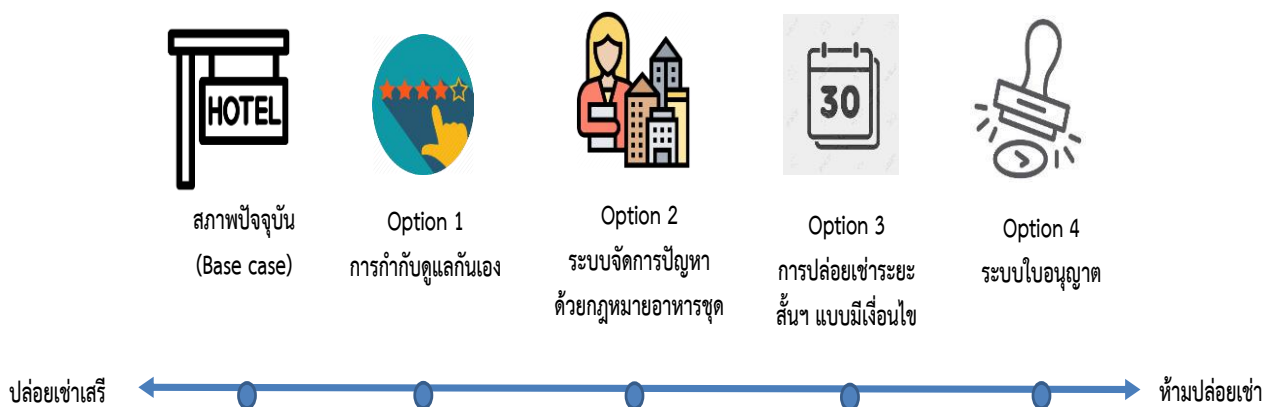 HOTEL
30
สภาพปัจจุบัน
(Base case)
Option 1
การกำกับดูแลกันเอง
Option 2
ระบบจัดการปัญหา
ด้วยกฎหมายอาหารชุด
Option 3
การปล่อยเช่าระยะ
สั้นฯ แบบมีเงื่อนไข
Option 4
ระบบใบอนุญาต
ปล่อยเช่าเสรี
ห้ามปล่อยเช่า